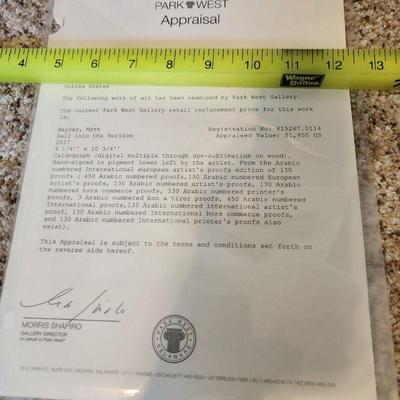 PARK WEST
Appraisal
4 5 6 7 8 9 10 11 12 13
Wayne Dalton
United States
The following work of art has been examined by Park West Gallery.
The current Park West Gallery retail replacement price for this work
is:
Beyrer, Mott Registration No: 915267.0114
Sail into the Horizon Appraised Value: $1,950 US
2017
9 1/4'' x 10 3/4''
Caldograph (digital multiple through dye-sublimation on wood).
Hand-signed in pigment lower left by the artist. From the Arabic
numbered International european artist's proofs edition of 130
proofs ( 450 Arabic numbered proofs,130 Arabic numbered European
artist's proofs, 130 Arabic numbered artist's proofs, 130 Arabic
numbered hors commerce proofs, 130 Arabic numbered printer's
proofs, 3 Arabic numbered bon a tirer proofs, 450 Arabic numbered
International proofs,130 Arabic numbered international artist's
proofs, 130 Arabic numbered International hors commerce proofs,
and 130 Arabic numbered International printer's proofs also
exist).
This Appraisal is subject to the terms and conditions set forth on
the reverse side hereof.
MORRIS SHAPIRO
GALLERY DIRECTOR
on behalf of Park West®
PARK WEST
DELAWARE